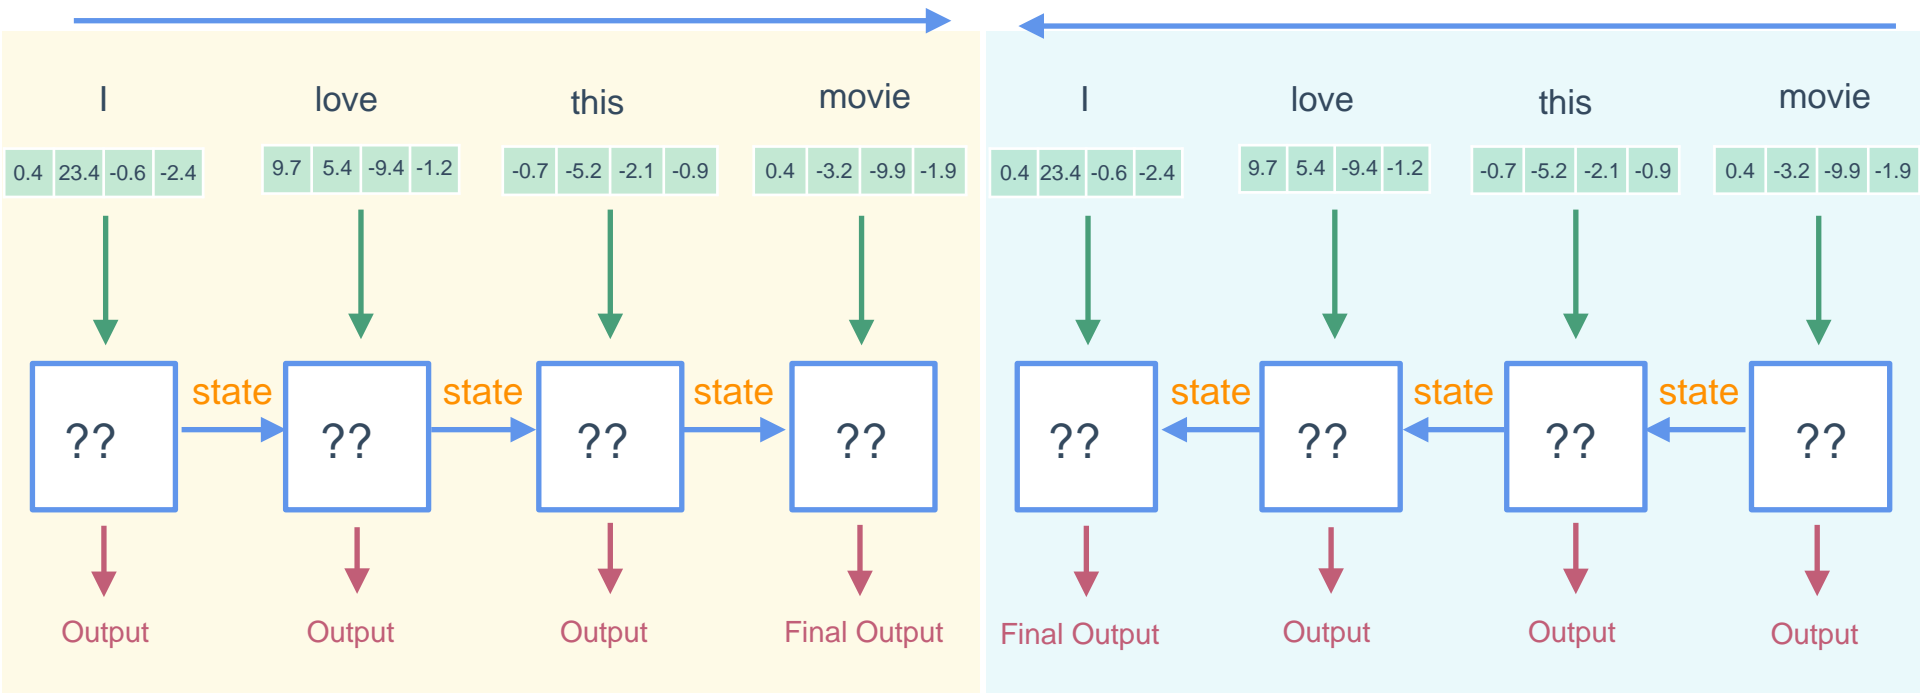 I love this movie
0.4 23.4 -0.6 -2.4 9.7 5.4 -9.4 -1.2 -0.7 -5.2 -2.1 -0.9 0.4 -3.2 -9.9 -1.9
state state state
?? ?? ?? ??
Output Output Output Final Output
I love this movie
0.4 23.4 -0.6 -2.4 9.7 5.4 -9.4 -1.2 -0.7 -5.2 -2.1 -0.9 0.4 -3.2 -9.9 -1.9
state state state
?? ?? ?? ??
Final Output Output Output Output